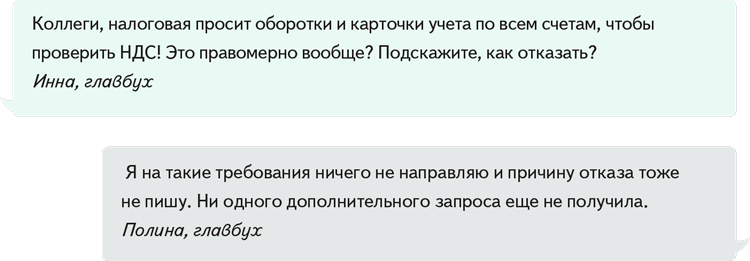 Коллеги, налоговая просит оборотки и карточки учета по всем счетам, чтобы
проверить НДС! Это правомерно вообще? Подскажите, как отказать?
Инна, главбух
Я на такие требования ничего не направляю и причину отказа тоже
не пишу. Ни одного дополнительного запроса еще не получила.
Полина, главбух